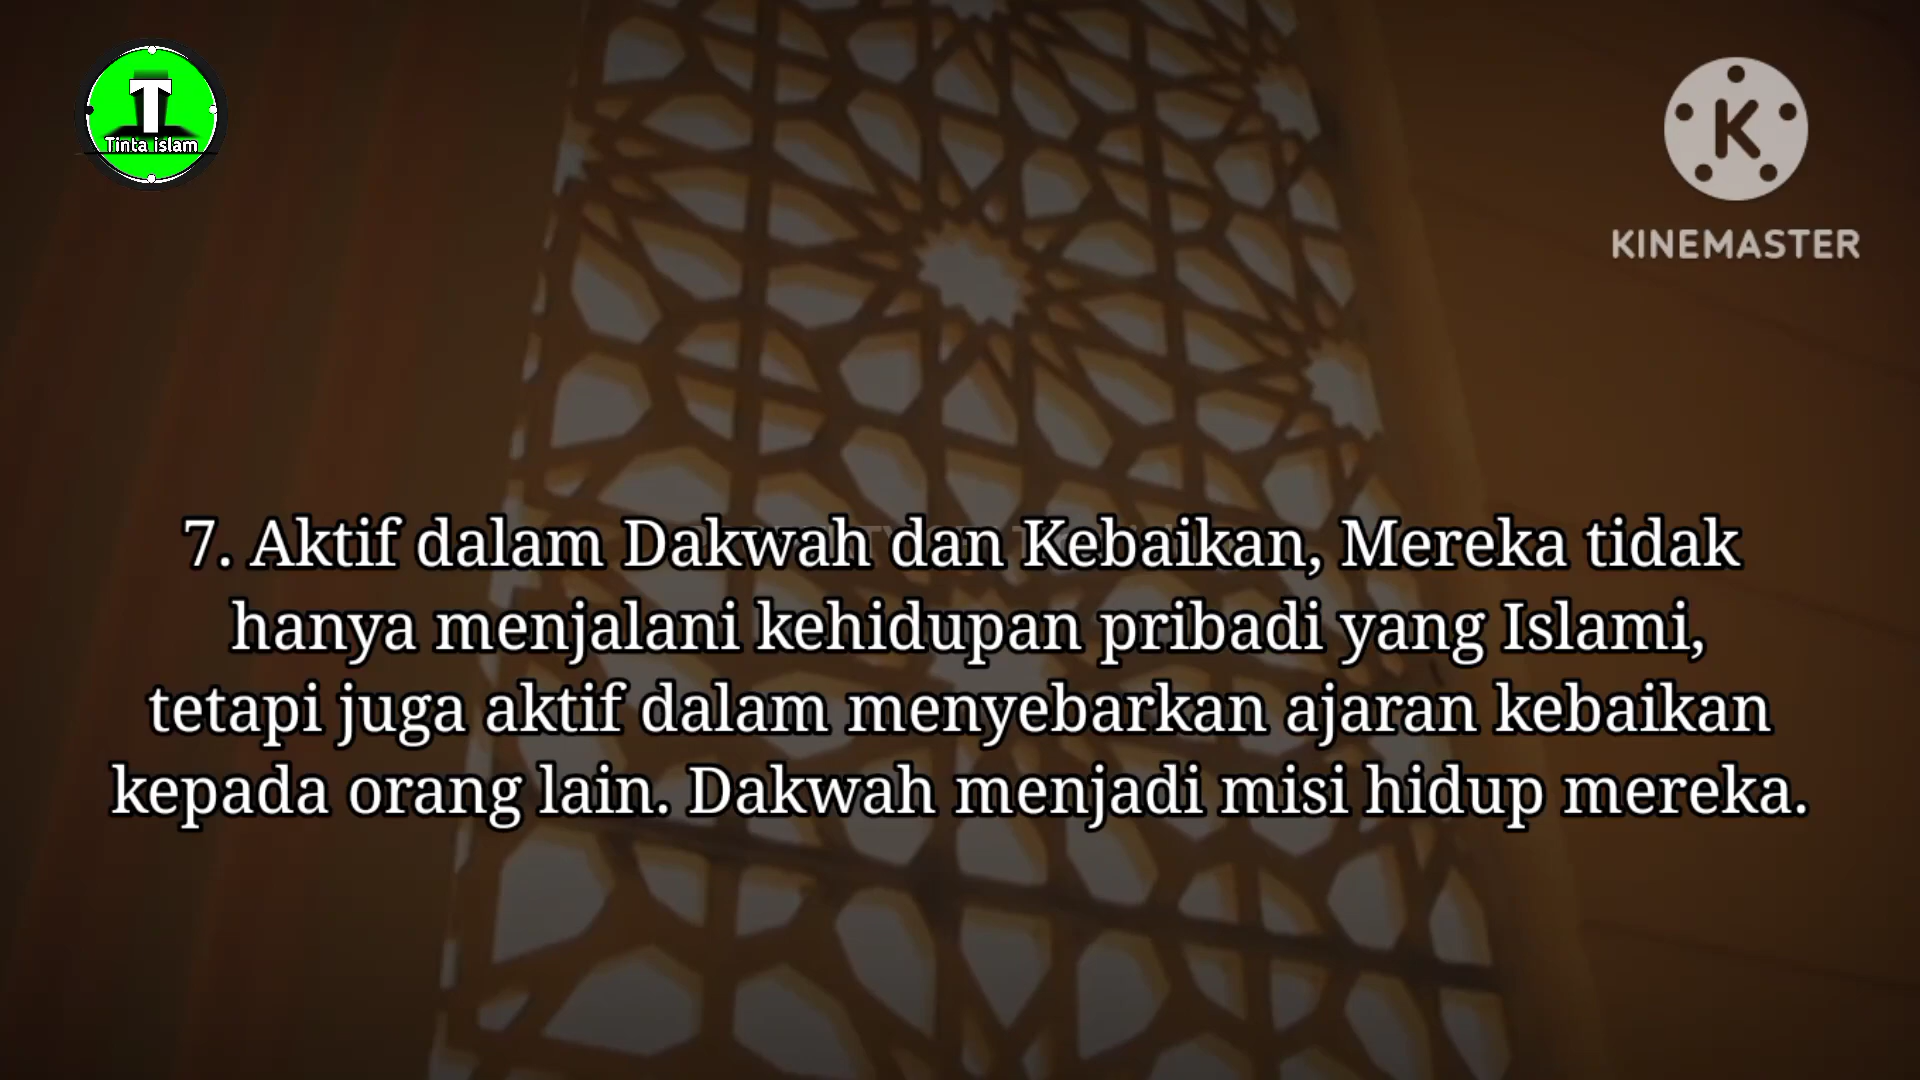 T
Tinta islam
K
KINEMASTER
7. Aktif dalam Dakwah dan Kebaikan, Mereka tidak
hanya menjalani kehidupan pribadi yang Islami,
tetapi juga aktif dalam menyebarkan ajaran kebaikan
kepada orang lain. Dakwah menjadi misi hidup mereka.